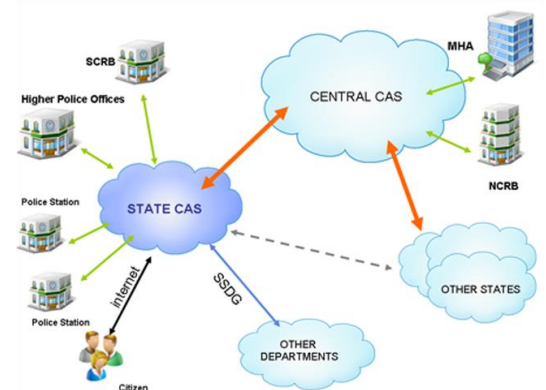 MHA
SCRB
CENTRAL CAS
Higher Police Offices
NCRB
Police Station
STATE CAS
OTHER STATES
internet
SSDG
Police Station
OTHER
DEPARTMENTS
Citizen